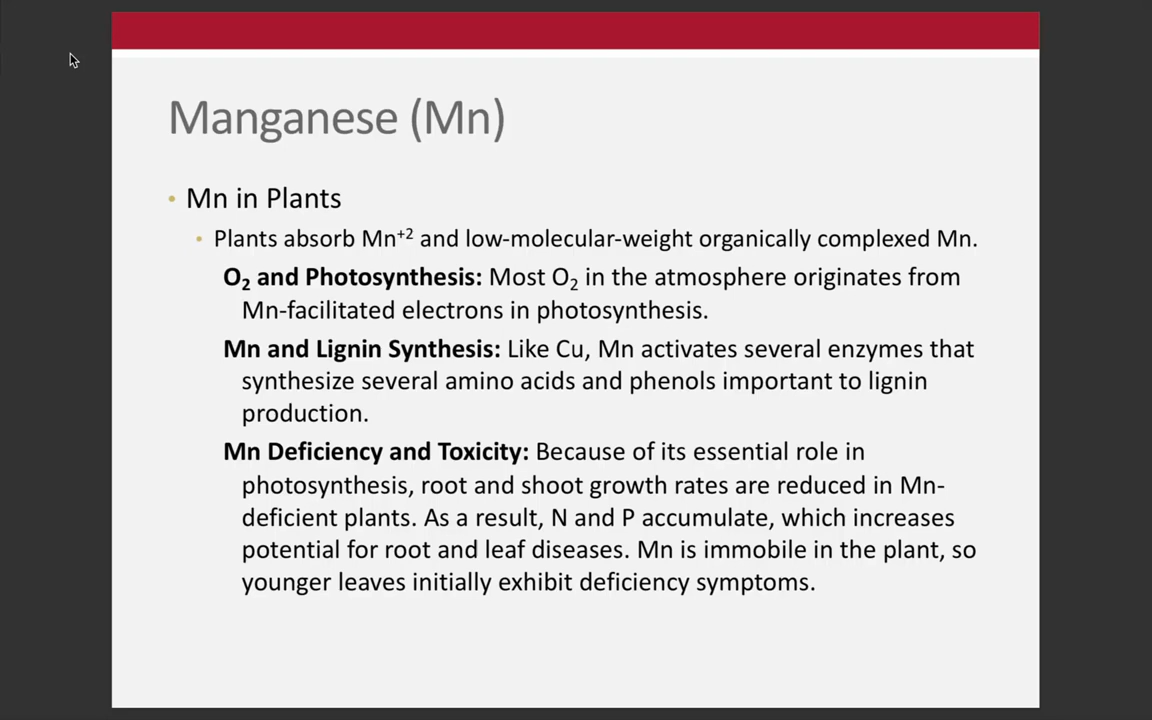 Manganese (Mn)
• Mn in Plants
• Plants absorb Mn⁺² and low-molecular-weight organically complexed Mn.
O₂ and Photosynthesis: Most O₂ in the atmosphere originates from
Mn-facilitated electrons in photosynthesis.
Mn and Lignin Synthesis: Like Cu, Mn activates several enzymes that
synthesize several amino acids and phenols important to lignin
production.
Mn Deficiency and Toxicity: Because of its essential role in
photosynthesis, root and shoot growth rates are reduced in Mn-
deficient plants. As a result, N and P accumulate, which increases
potential for root and leaf diseases. Mn is immobile in the plant, so
younger leaves initially exhibit deficiency symptoms.